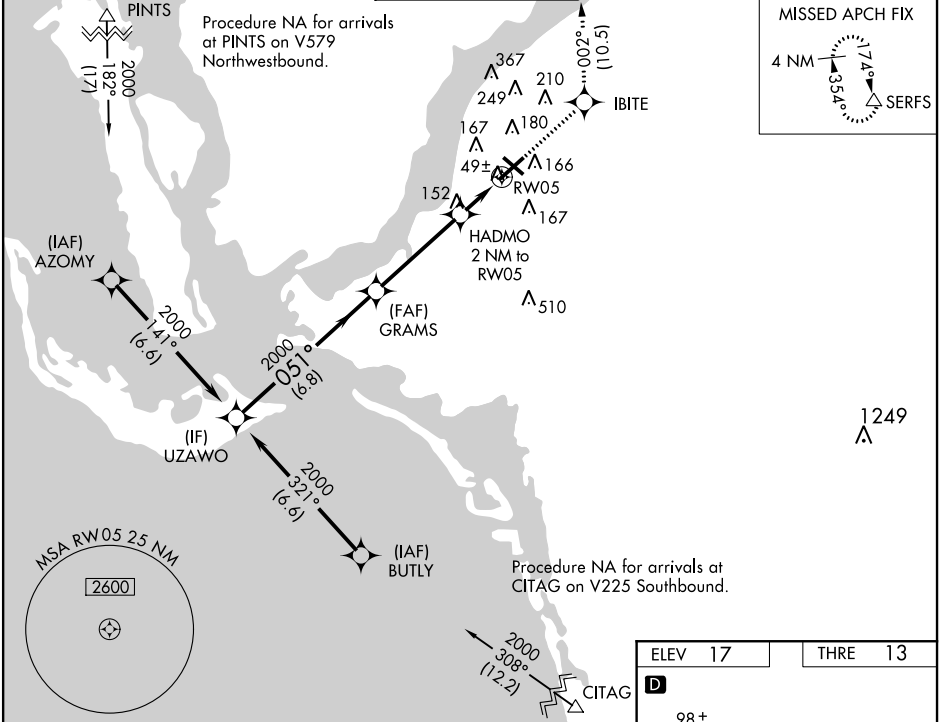 PINTS
2000
182°
(17)
Procedure NA for arrivals
at PINTS on V579
Northwestbound.
002°
(10.5)
MISSED APCH FIX
4 NM
174°
354°
SERFS
367
249
210
IBITE
180
167
49±
166
RW05
152
167
HADMO
2 NM to
RW05
(IAF)
AZOMY
2000
141°
(6.6)
510
(FAF)
GRAMS
2000
051°
(6.8)
1249
(IF)
UZAWO
2000
321°
(6.6)
(IAF)
BUTLY
MSA RW05 25 NM
2600
Procedure NA for arrivals at
CITAG on V225 Southbound.
2000
308°
(12.2)
CITAG
ELEV 17
THRE 13
D
98±